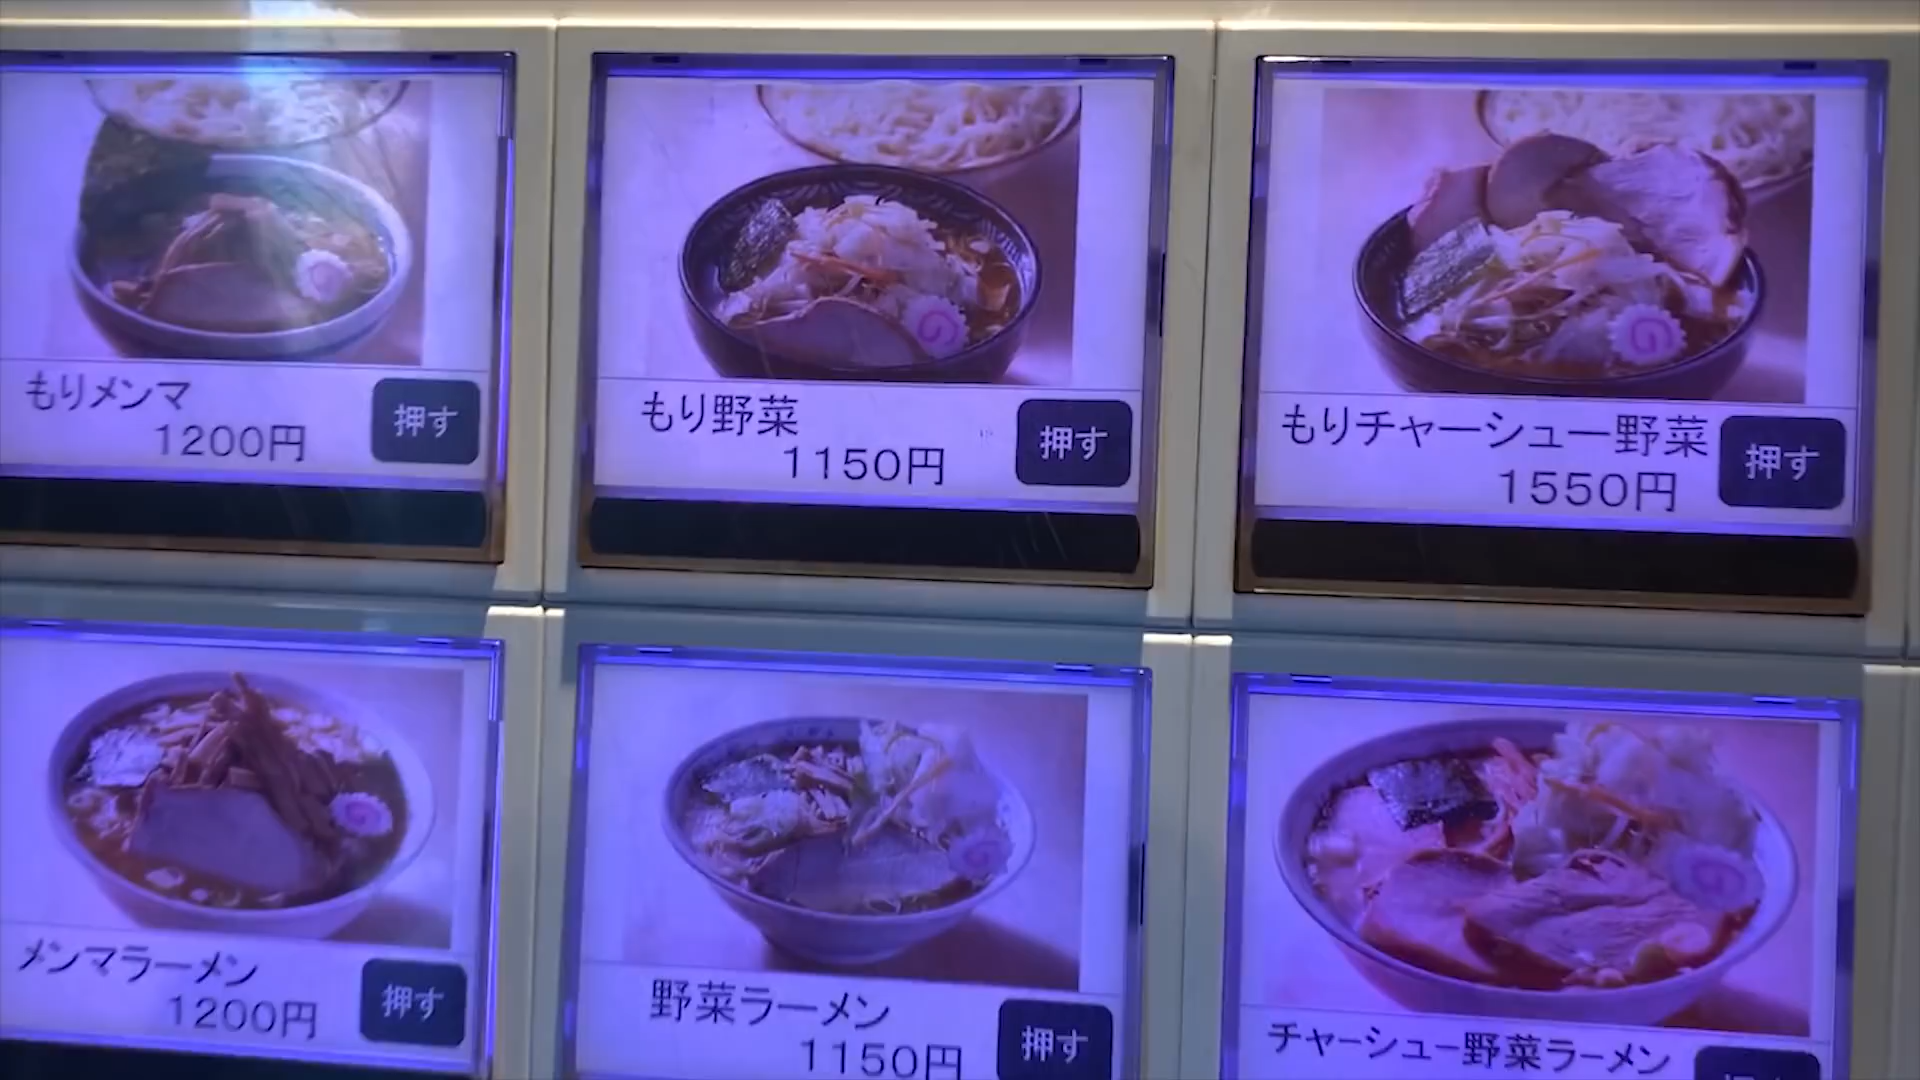 もりメンマ
1200円
押す
もり野菜
1150円
押す
もりチャーシュー野菜
1550円
押す
メンマラーメン
1200円
押す
野菜ラーメン
1150円
押す
チャーシュー野菜ラーメン